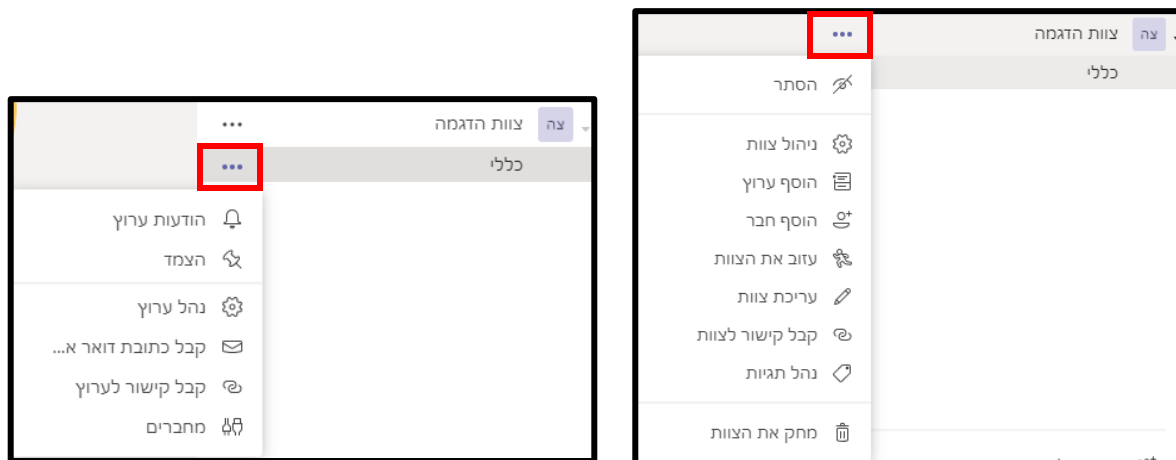 צה צוות הדגמה
כללי
הסתר
ניהול צוות
הוסף ערוץ
הוסף חבר
עזוב את הצוות
עריכת צוות
קבל קישור לצוות
נהל תגיות
מחק את הצוות
צה צוות הדגמה
כללי
הודעות ערוץ
הצמד
נהל ערוץ
קבל כתובת דואר א...
קבל קישור לערוץ
מחברים